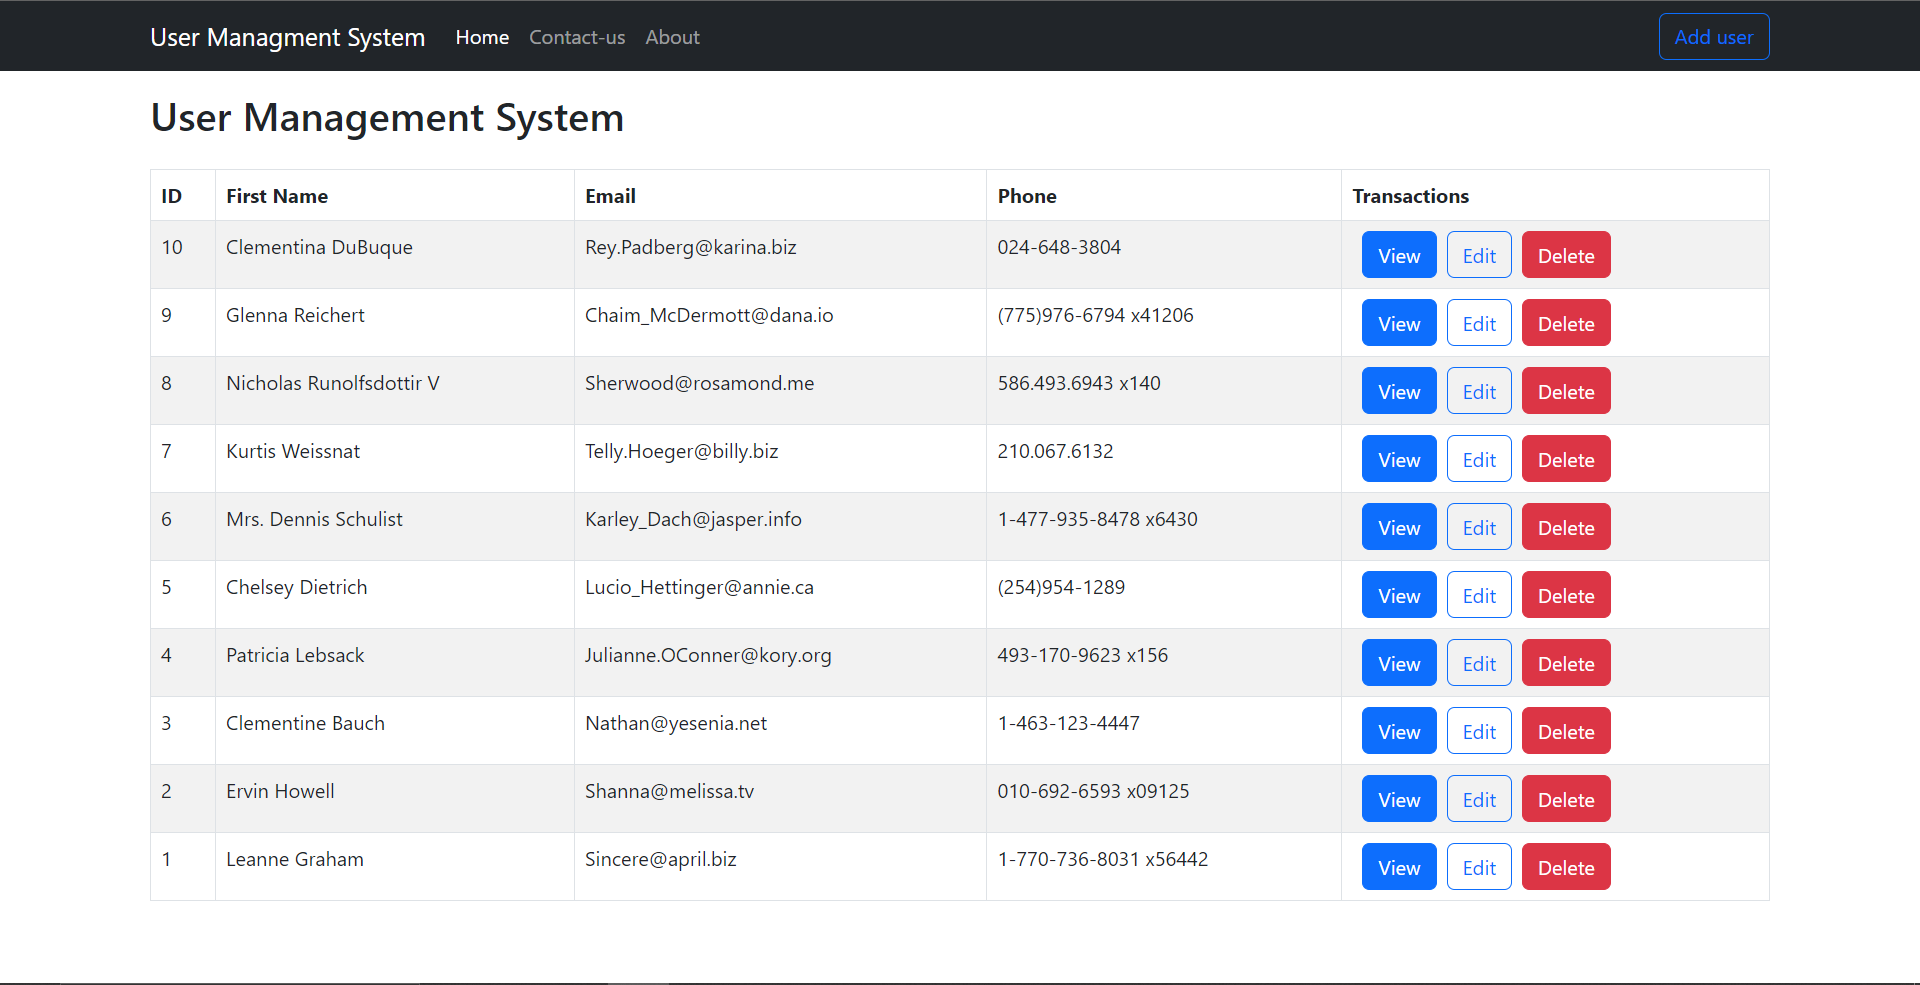 User Managment System Home Contact-us About Add user
User Management System
ID First Name Email Phone Transactions
10 Clementina DuBuque Rey.Padberg@karina.biz 024-648-3804 View Edit Delete
9 Glenna Reichert Chaim_McDermott@dana.io (775)976-6794 x41206 View Edit Delete
8 Nicholas Runolfsdottir V Sherwood@rosamond.me 586.493.6943 x140 View Edit Delete
7 Kurtis Weissnat Telly.Hoeger@billy.biz 210.067.6132 View Edit Delete
6 Mrs. Dennis Schulist Karley_Dach@jasper.info 1-477-935-8478 x6430 View Edit Delete
5 Chelsey Dietrich Lucio_Hettinger@annie.ca (254)954-1289 View Edit Delete
4 Patricia Lebsack Julianne.OConner@kory.org 493-170-9623 x156 View Edit Delete
3 Clementine Bauch Nathan@yesenia.net 1-463-123-4447 View Edit Delete
2 Ervin Howell Shanna@melissa.tv 010-692-6593 x09125 View Edit Delete
1 Leanne Graham Sincere@april.biz 1-770-736-8031 x56442 View Edit Delete